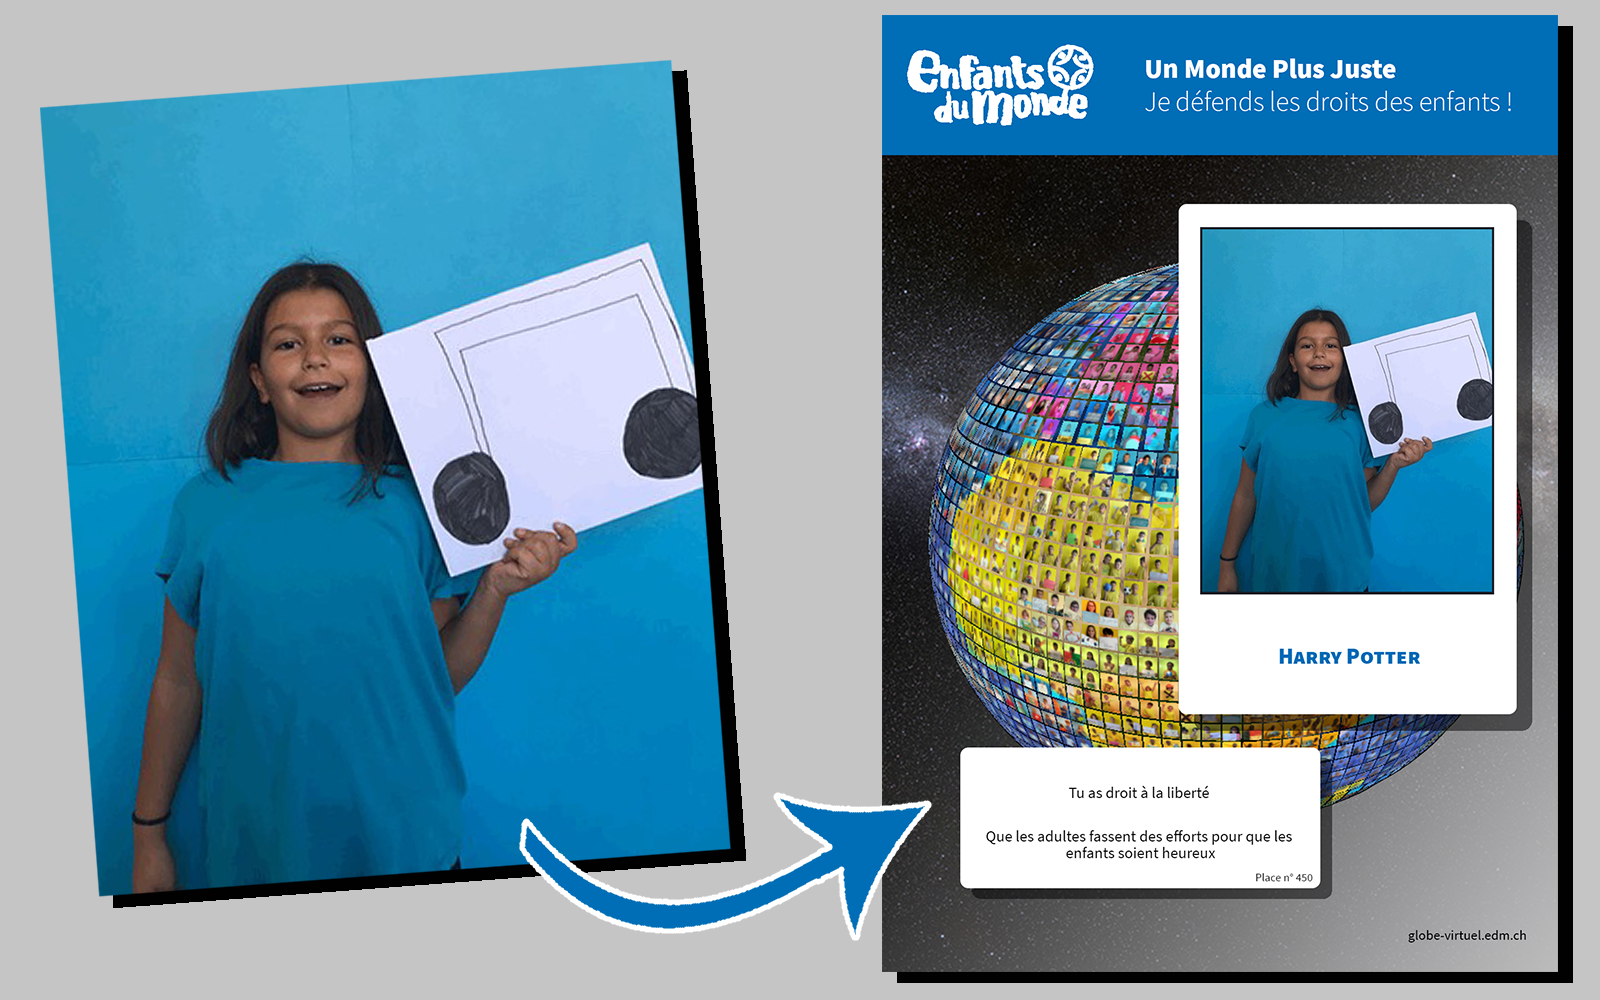 enfants
du monde
Un Monde Plus Juste
Je défends les droits des enfants !
Harry Potter
Tu as droit à la liberté
Que les adultes fassent des efforts pour que les
enfants soient heureux
Place n° 450
globe-virtuel.edm.ch